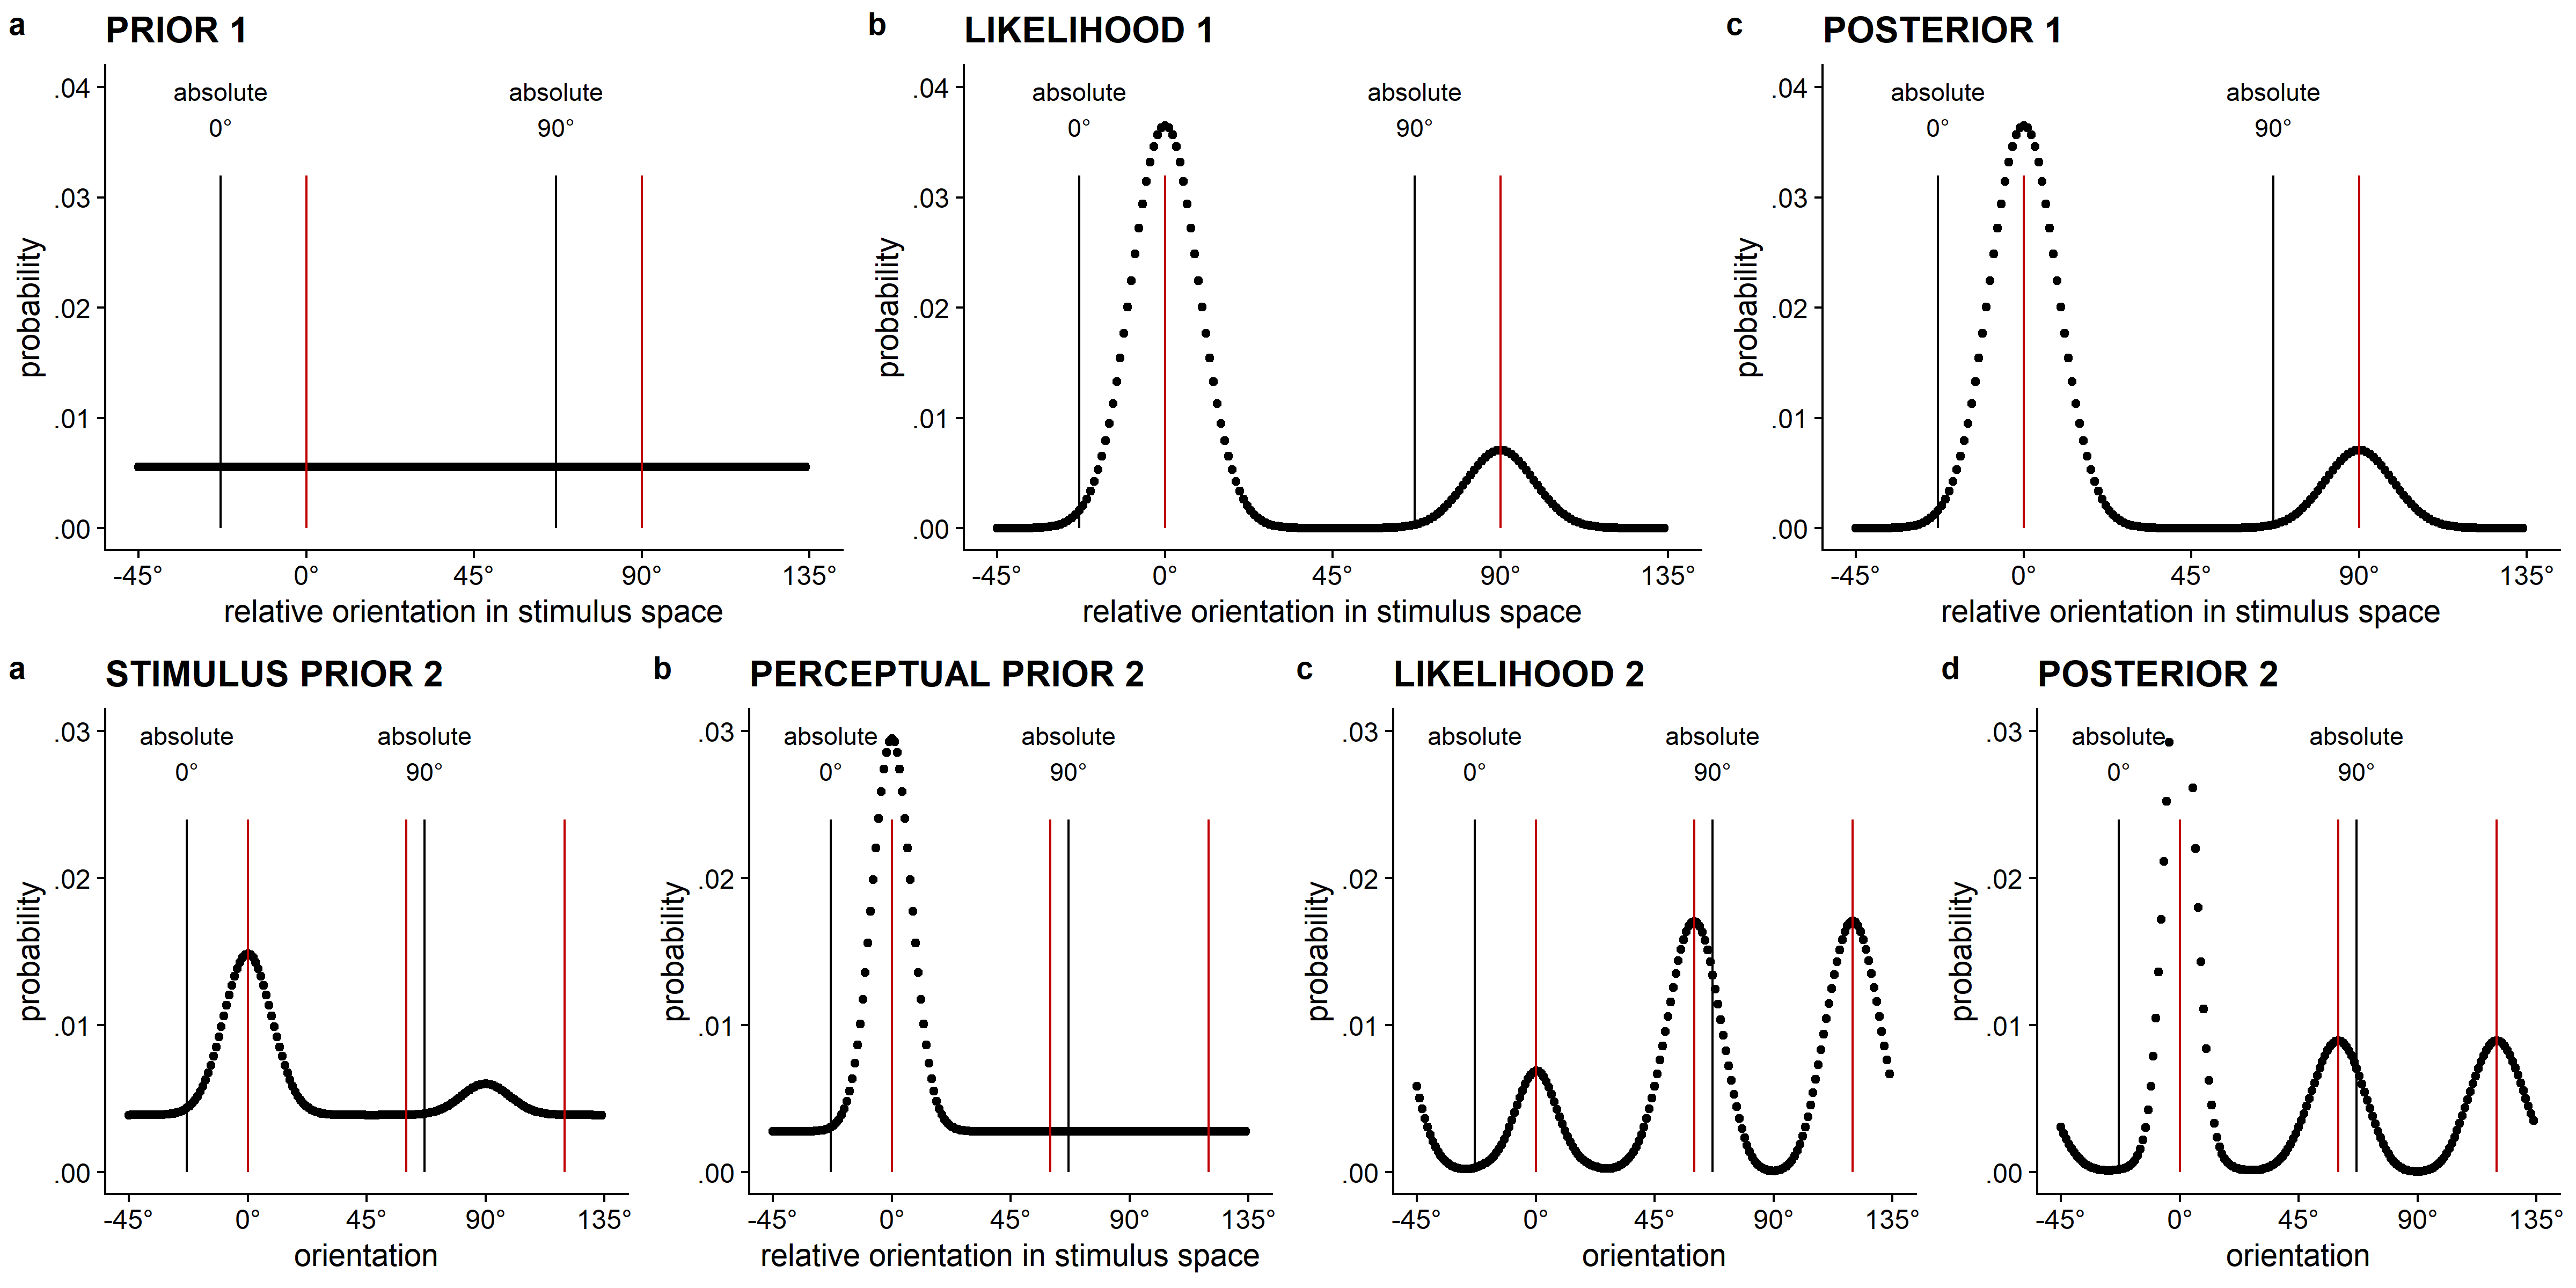 a PRIOR 1
.04
.03
.02
.01
.00
absolute
0°
absolute
90°
probability
-45° 0° 45° 90° 135°
relative orientation in stimulus space
b LIKELIHOOD 1
.04
.03
.02
.01
.00
absolute
0°
absolute
90°
probability
-45° 0° 45° 90° 135°
relative orientation in stimulus space
c POSTERIOR 1
.04
.03
.02
.01
.00
absolute
0°
absolute
90°
probability
-45° 0° 45° 90° 135°
relative orientation in stimulus space
a STIMULUS PRIOR 2
.03
.02
.01
.00
absolute
0°
absolute
90°
probability
-45° 0° 45° 90° 135°
orientation
b PERCEPTUAL PRIOR 2
.03
.02
.01
.00
absolute
0°
absolute
90°
probability
-45° 0° 45° 90° 135°
relative orientation in stimulus space
c LIKELIHOOD 2
.03
.02
.01
.00
absolute
0°
absolute
90°
probability
-45° 0° 45° 90° 135°
orientation
d POSTERIOR 2
.03
.02
.01
.00
absolute
0°
absolute
90°
probability
-45° 0° 45° 90° 135°
orientation